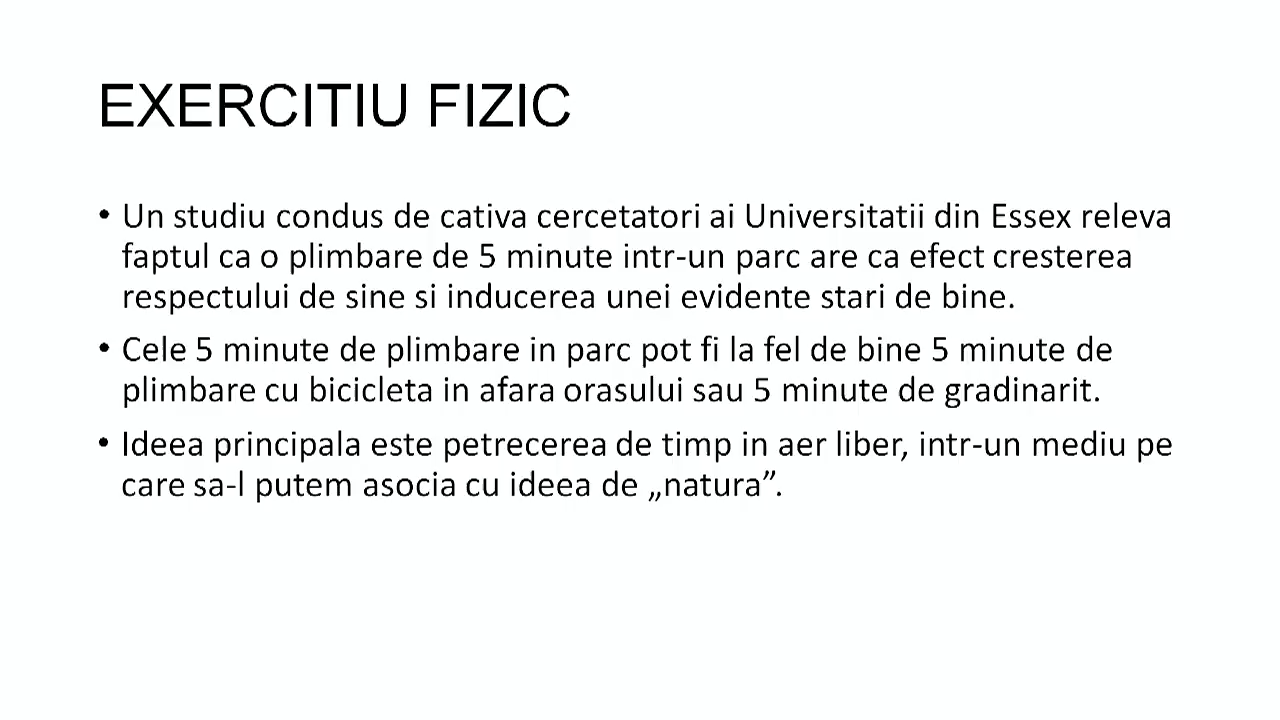 EXERCITIU FIZIC
• Un studiu condus de cativa cercetatori ai Universitatii din Essex releva
faptul ca o plimbare de 5 minute intr-un parc are ca efect cresterea
respectului de sine si inducerea unei evidente stari de bine.
• Cele 5 minute de plimbare in parc pot fi la fel de bine 5 minute de
plimbare cu bicicleta in afara orasului sau 5 minute de gradinarit.
• Ideea principala este petrecerea de timp in aer liber, intr-un mediu pe
care sa-l putem asocia cu ideea de „natura”.